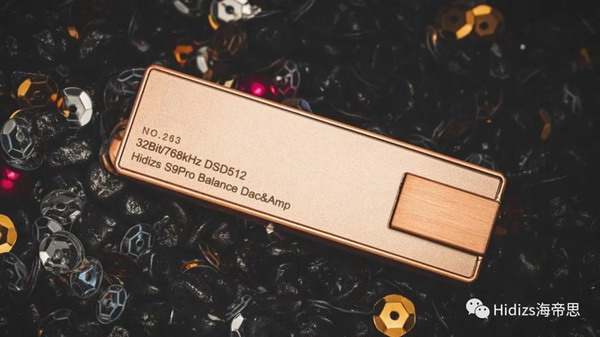 NO.263
32Bit/768kHz DSD512
Hidizs S9Pro Balance Dac&Amp
Hidizs海帝思